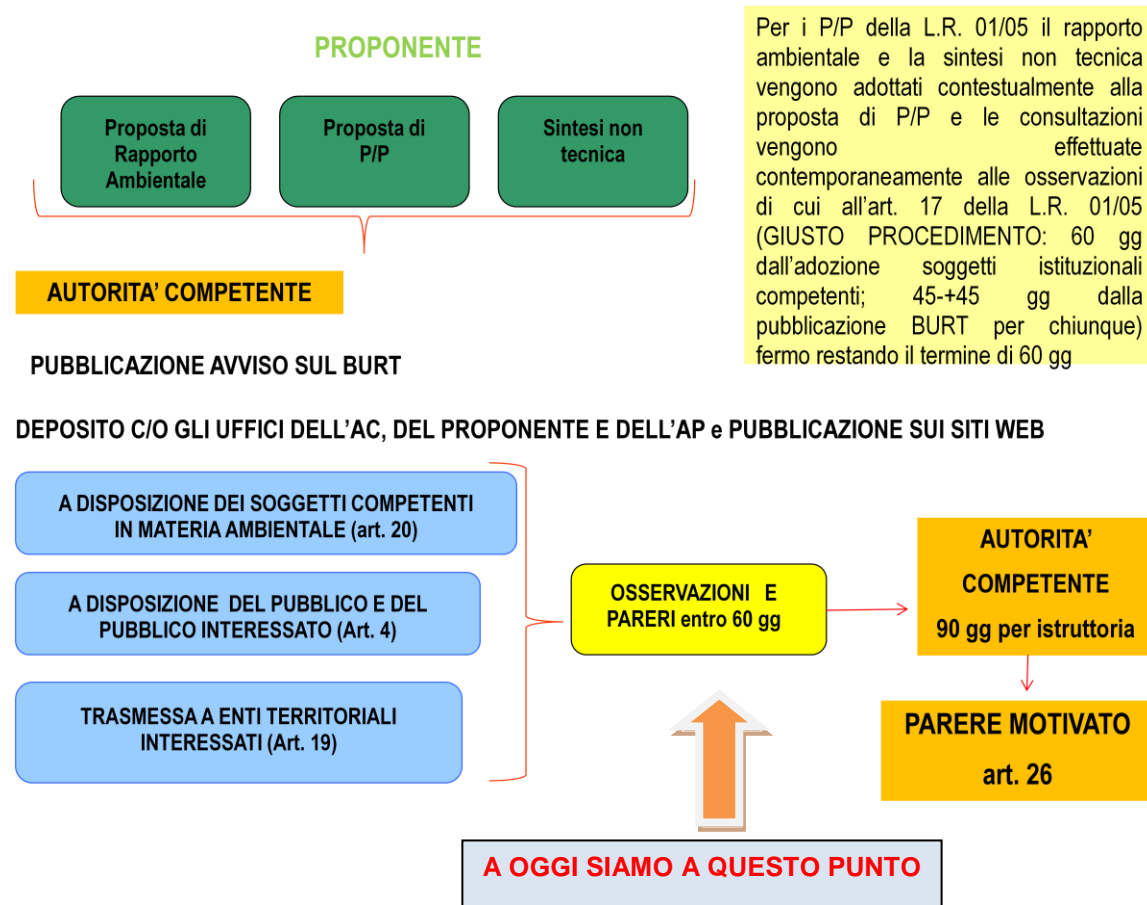 PROPONENTE
Proposta di
Rapporto
Ambientale
Proposta di
P/P
Sintesi non
tecnica
Per i P/P della L.R. 01/05 il rapporto
ambientale e la sintesi non tecnica
vengono adottati contestualmente alla
proposta di P/P e le consultazioni
vengono effettuate
contemporaneamente alle osservazioni
di cui all'art. 17 della L.R. 01/05
(GIUSTO PROCEDIMENTO: 60 gg
dall'adozione soggetti istituzionali
competenti; 45-+45 gg dalla
pubblicazione BURT per chiunque)
fermo restando il termine di 60 gg
AUTORITA' COMPETENTE
PUBBLICAZIONE AVVISO SUL BURT
DEPOSITO C/O GLI UFFICI DELL'AC, DEL PROPONENTE E DELL'AP e PUBBLICAZIONE SUI SITI WEB
A DISPOSIZIONE DEI SOGGETTI COMPETENTI
IN MATERIA AMBIENTALE (art. 20)
A DISPOSIZIONE DEL PUBBLICO E DEL
PUBBLICO INTERESSATO (Art. 4)
TRASMESSA A ENTI TERRITORIALI
INTERESSATI (Art. 19)
OSSERVAZIONI E
PARERI entro 60 gg
AUTORITA'
COMPETENTE
90 gg per istruttoria
PARERE MOTIVATO
art. 26
A OGGI SIAMO A QUESTO PUNTO